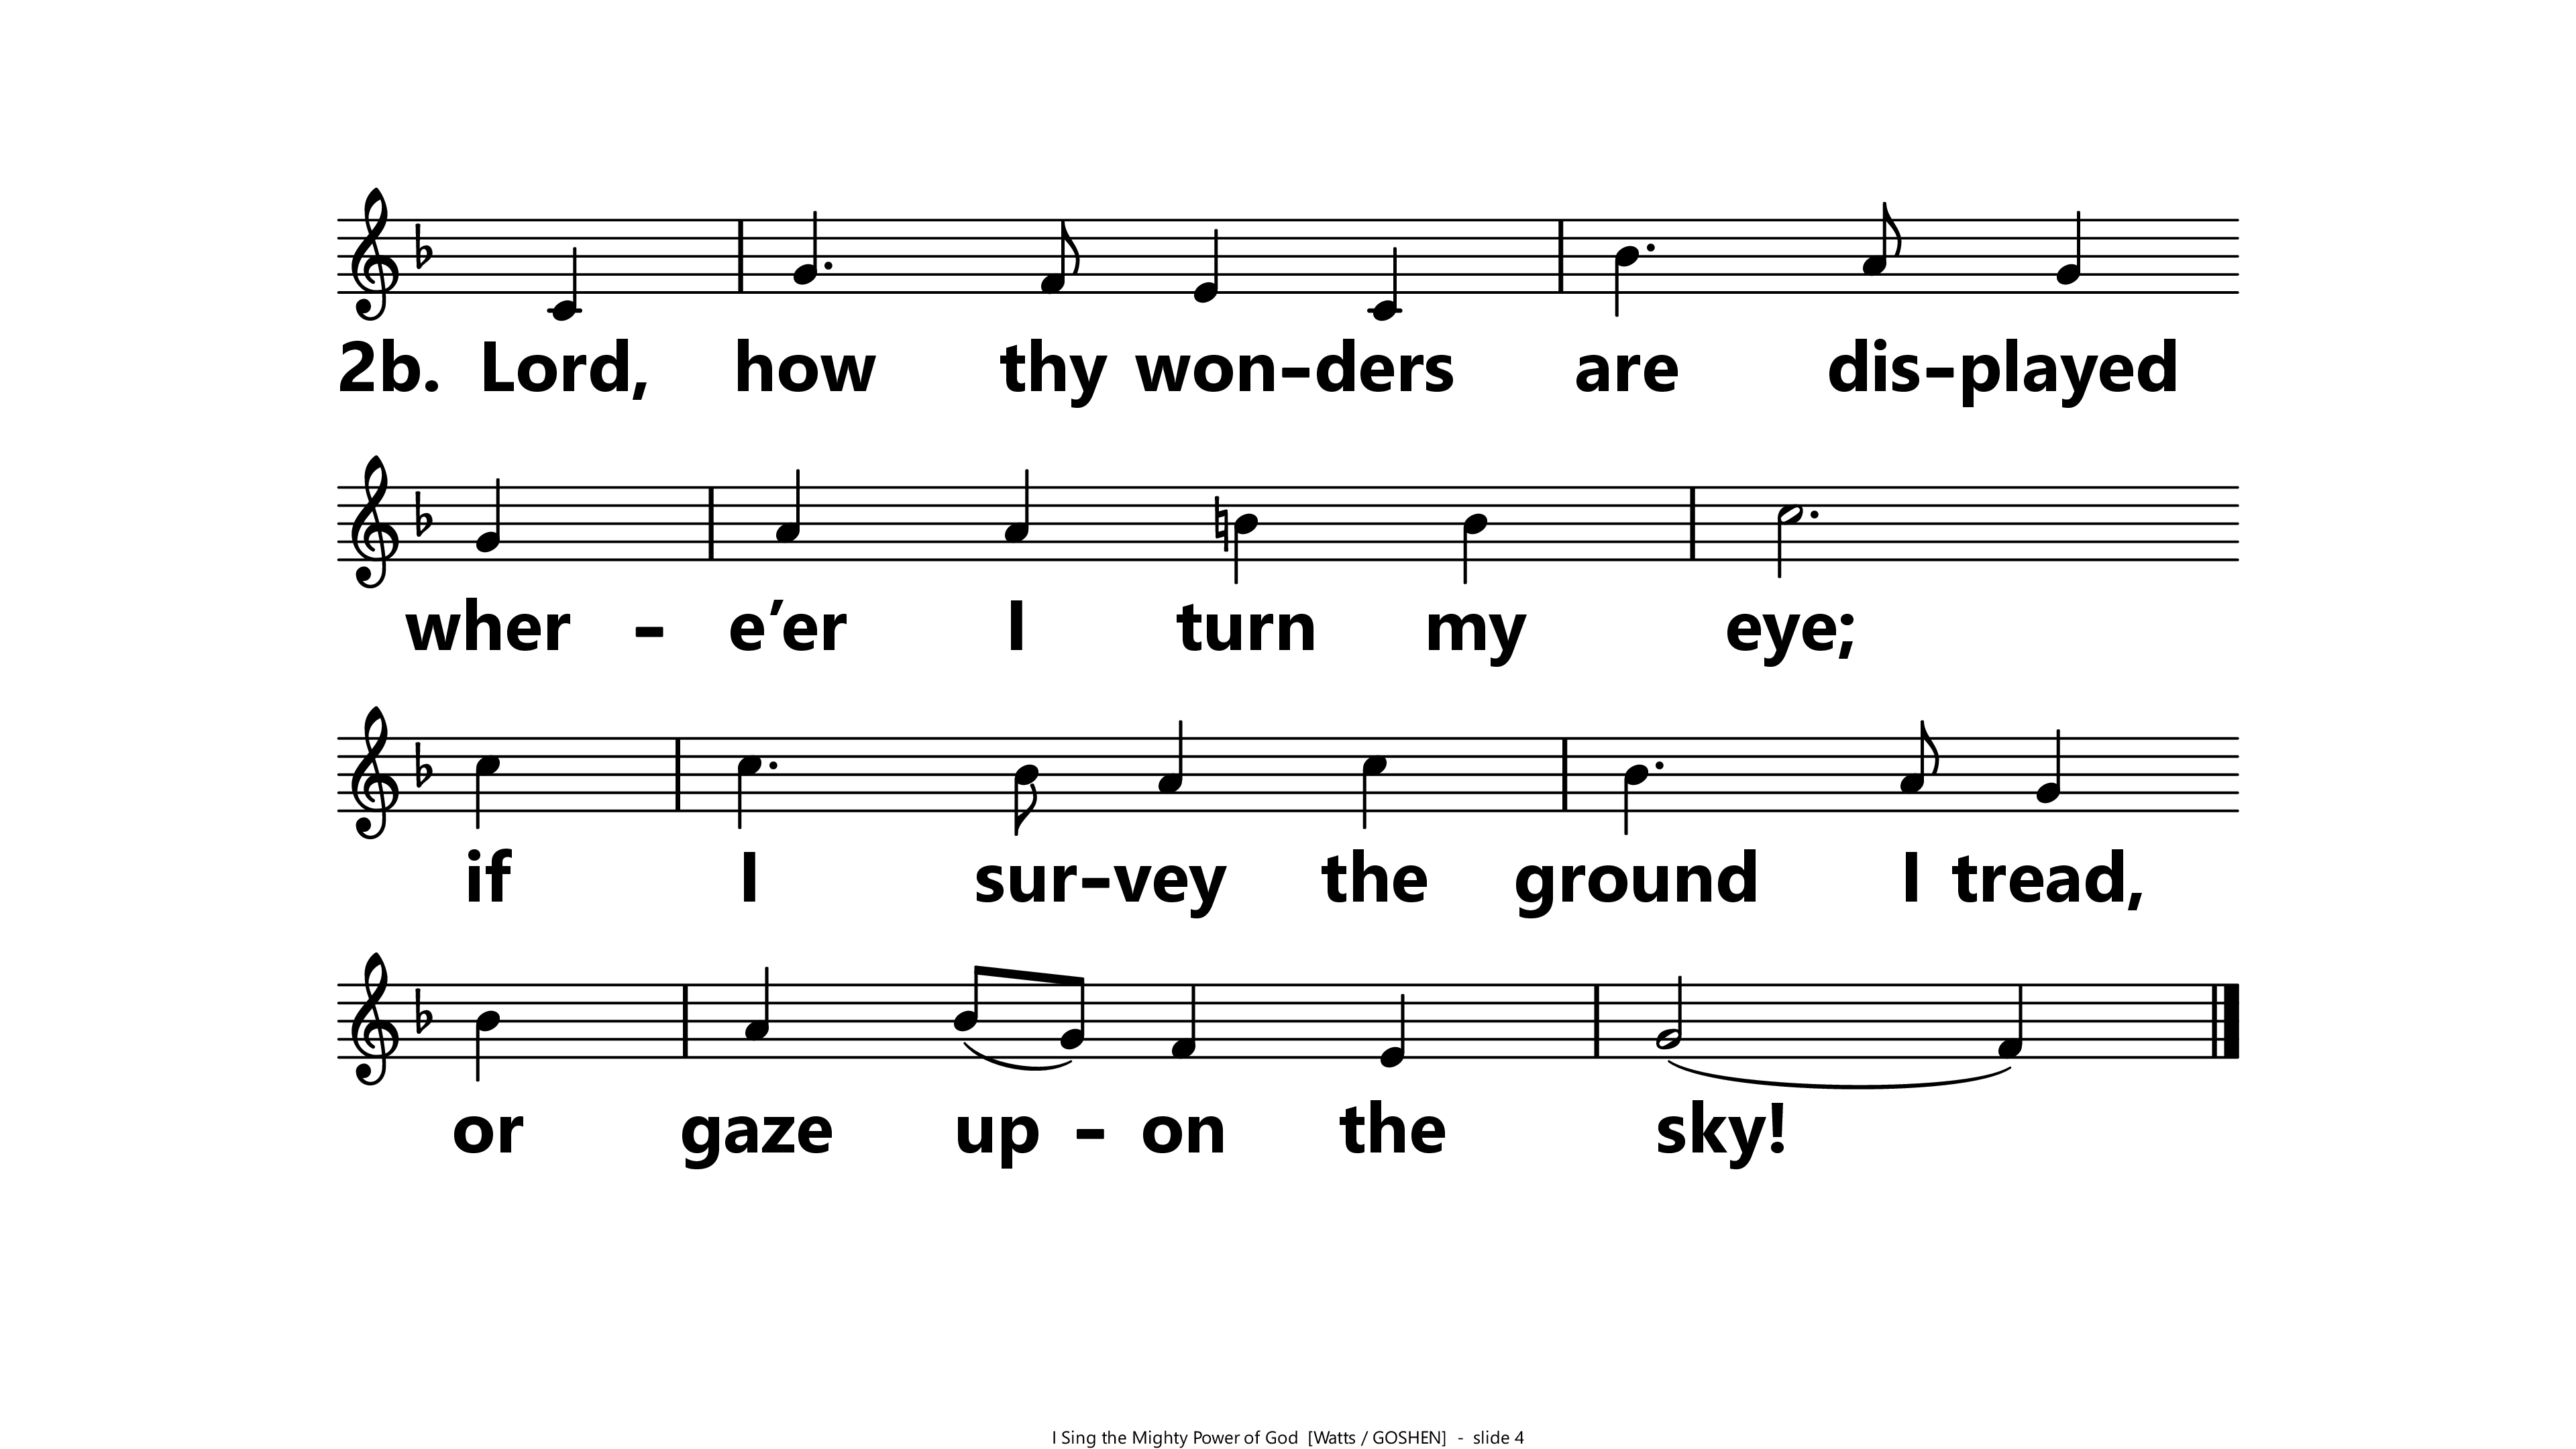 2b. Lord, how thy won-ders are dis-played
wher - e’er I turn my eye;
if I sur-vey the ground I tread,
or gaze up - on the sky!
I Sing the Mighty Power of God [Watts / GOSHEN] - slide 4